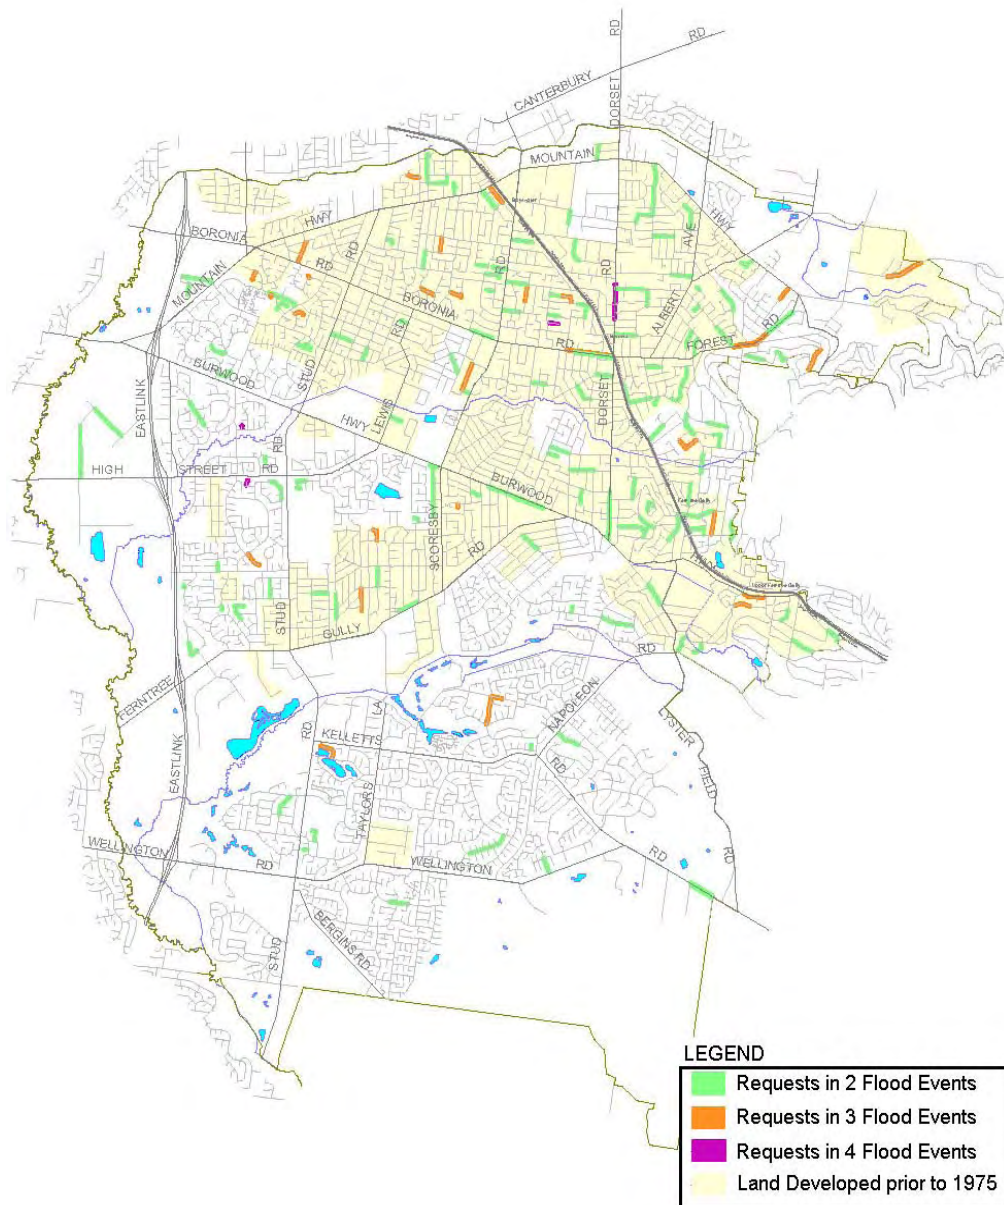 RD
CANTERBURY
RD
DORSET
MOUNTAIN
HWY
BORONIA
RD
MOUNTAIN
HWY
RD
AVE
RD
RD
BORONIA
RD
ALBERT
FOREST
RD
RD
BURWOOD
STUD
EASTLINK
LEWIS
HWY
DORSET
HIGH
STREET
RD
RD
BURWOOD
SCORESBY
RD
STUD
GULLY
RD
FERNTREE
NAPOLEON
LYSTER
FIELD
RD
EASTLINK
RD
KELLETTS
LA
TAYLORS
RD
WELLINGTON
RD
WELLINGTON
RD
BERGINS RD
STUD
LEGEND
Requests in 2 Flood Events
Requests in 3 Flood Events
Requests in 4 Flood Events
Land Developed prior to 1975